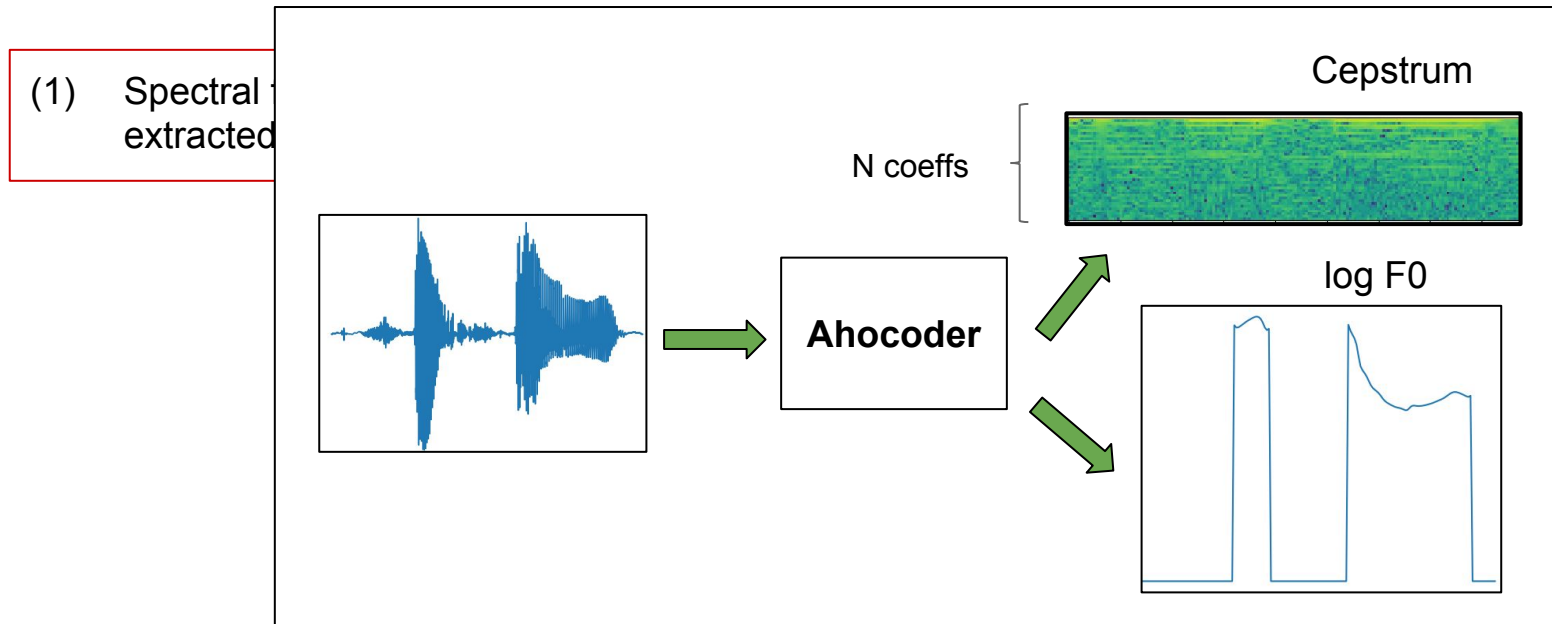 (1) Spectral
extracted
Cepstrum
N coeffs
log F0
Ahocoder